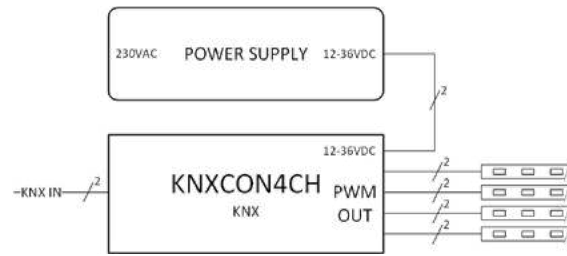 230VAC POWER SUPPLY 12-36VDC
2
12-36VDC
KNX IN 2 KNXCON4CH PWM 2
KNX OUT 2
2
2